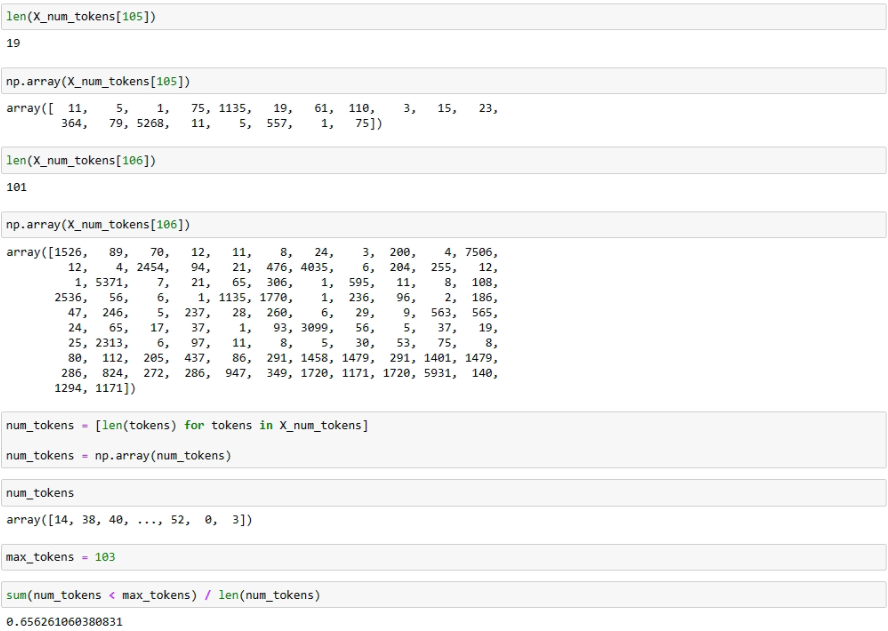 len(X_num_tokens[105])
19
np.array(X_num_tokens[105])
array([  11,    5,    1,   75, 1135,   19,   61,  110,    3,   15,   23,
        364,   79, 5268,   11,    5,  557,    1,   75])
len(X_num_tokens[106])
101
np.array(X_num_tokens[106])
array([1526,   89,   70,   12,   11,    8,   24,    3,  200,    4, 7506,
         12,    4, 2454,   94,   21,  476, 4035,    6,  204,  255,   12,
          1, 5371,    7,   21,   65,  306,    1,  595,   11,    8,  108,
       2536,   56,    6,    1, 1135, 1770,    1,  236,   96,    2,  186,
         47,  246,    5,  237,   28,  260,    6,   29,    9,  563,  565,
         24,   65,   17,   37,    1,   93, 3099,   56,    5,   37,   19,
         25, 2313,    6,   97,   11,    8,    5,   30,   53,   75,    8,
         80,  112,  205,  437,   86,  291, 1458, 1479,  291, 1401, 1479,
        286,  824,  272,  286,  947,  349, 1720, 1171, 1720, 5931,  140,
       1294, 1171])
num_tokens = [len(tokens) for tokens in X_num_tokens]
num_tokens = np.array(num_tokens)
num_tokens
array([14, 38, 40, ..., 52,  0,  3])
max_tokens = 103
sum(num_tokens < max_tokens) / len(num_tokens)
0.656261060380831